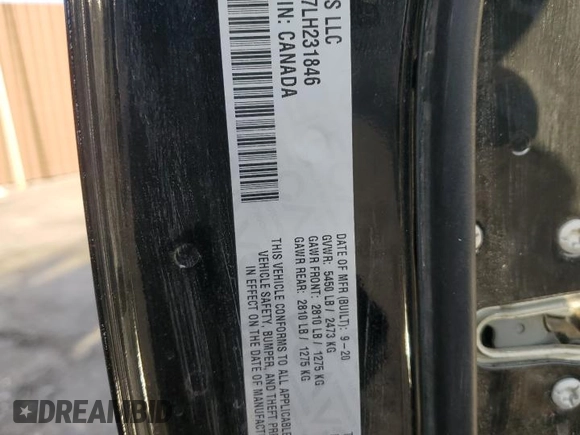 S LLC
7LH231846
IN: CANADA
DATE OF MFR (BUILT): 9-20
GVWR: 5450 LB / 2473 KG
GAWR FRONT: 2810 LB / 1275 KG
GAWR REAR: 2810 LB / 1275 KG
THIS VEHICLE CONFORMS TO ALL APPLICABLE
VEHICLE SAFETY, BUMPER, AND THEFT PRE
IN EFFECT ON THE DATE OF MANUFACT
DREAMBID